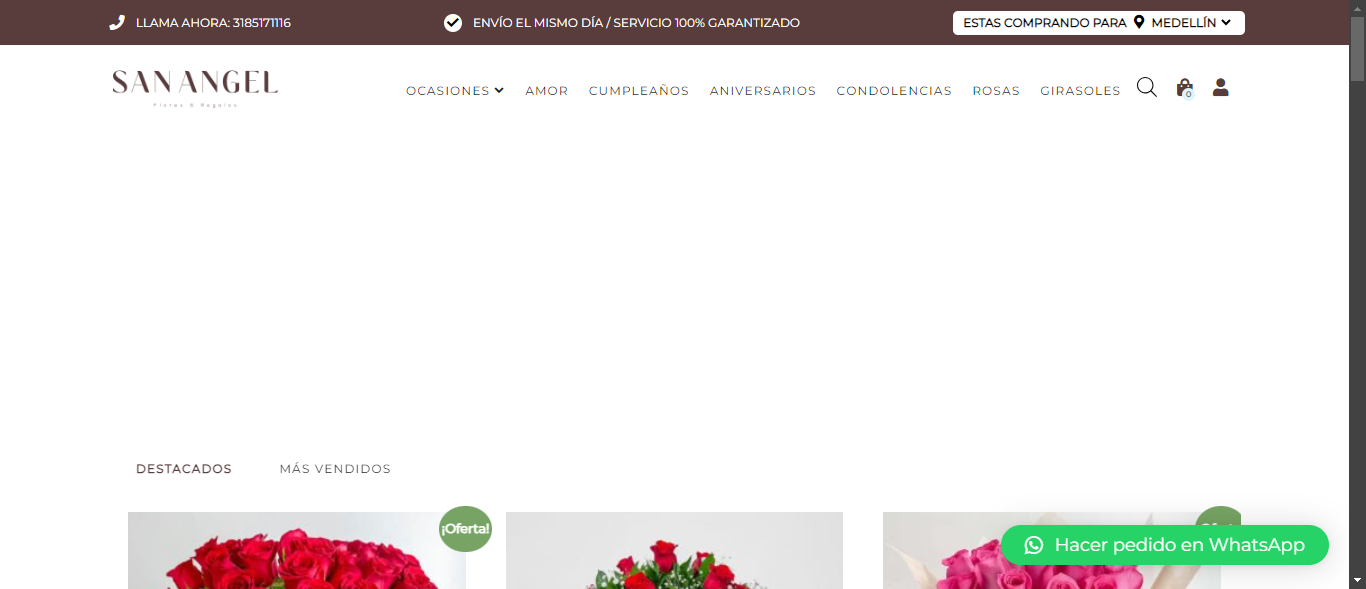 LLAMA AHORA: 3185171116
ENVÍO EL MISMO DÍA / SERVICIO 100% GARANTIZADO
ESTAS COMPRANDO PARA MEDELLÍN
SAN ANGEL
Flores & Regalos
OCASIONES AMOR CUMPLEAÑOS ANIVERSARIOS CONDOLENCIAS ROSAS GIRASOLES
0
DESTACADOS MÁS VENDIDOS
¡Oferta!
Hacer pedido en WhatsApp